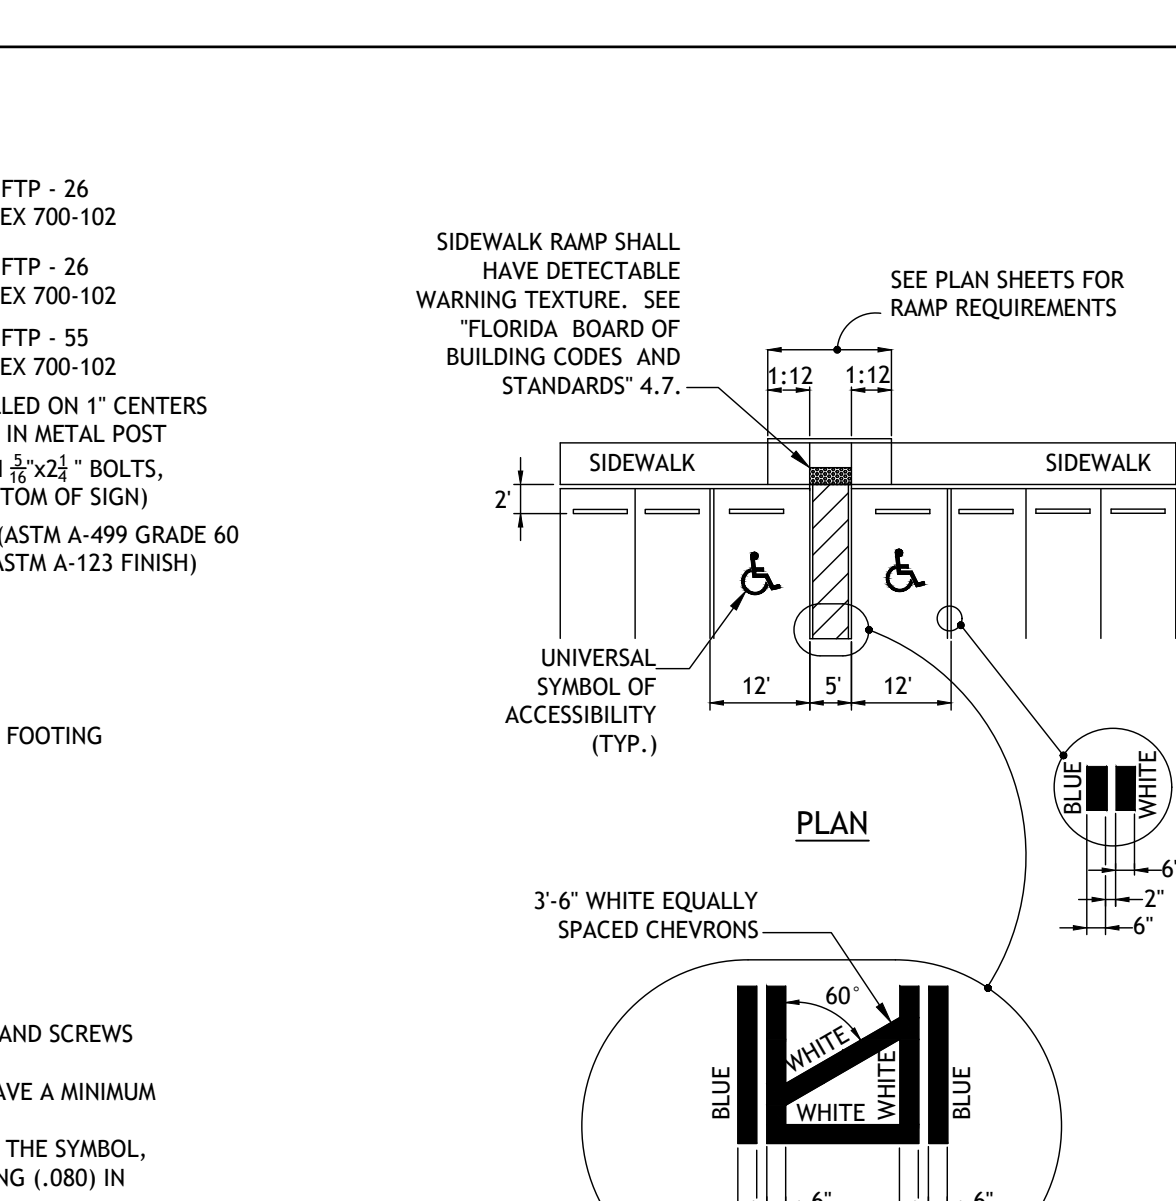 FTP - 26
EX 700-102
FTP - 26
EX 700-102
FTP - 55
EX 700-102
LLED ON 1" CENTERS
IN METAL POST
5/16"x2 1/4" BOLTS,
TOM OF SIGN)
(ASTM A-499 GRADE 60
ASTM A-123 FINISH)
FOOTING
AND SCREWS
AVE A MINIMUM
THE SYMBOL,
NG (.080) IN
SIDEWALK RAMP SHALL
HAVE DETECTABLE
WARNING TEXTURE. SEE
"FLORIDA BOARD OF
BUILDING CODES AND
STANDARDS" 4.7.
SEE PLAN SHEETS FOR
RAMP REQUIREMENTS
1:12
1:12
SIDEWALK
SIDEWALK
2'
UNIVERSAL
SYMBOL OF
ACCESSIBILITY
(TYP.)
12'
5'
12'
BLUE
WHITE
6"
2"
6"
PLAN
3'-6" WHITE EQUALLY
SPACED CHEVRONS
60°
WHITE
WHITE
WHITE
BLUE
BLUE
6"
6"